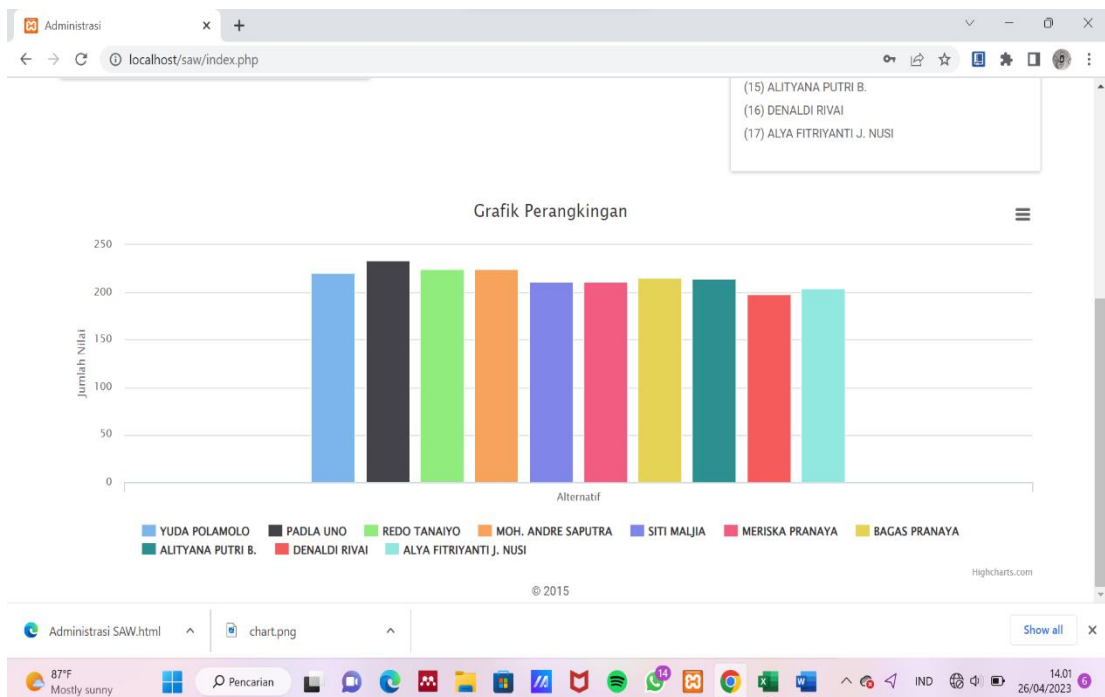 Administrasi
localhost/saw/index.php
(15) ALITYANA PUTRI B.
(16) DENALDI RIVAI
(17) ALYA FITRIYANTI J. NUSI
Grafik Perangkingan
250
200
150
100
50
0
Jumlah Nilai
Alternatif
YUDA POLAMOLO PADLA UNO REDO TANAIYO MOH. ANDRE SAPUTRA SITI MALJIA MERISKA PRANAYA BAGAS PRANAYA
ALITYANA PUTRI B. DENALDI RIVAI ALYA FITRIYANTI J. NUSI
Highcharts.com
© 2015
Administrasi SAW.html chart.png Show all
87°F
Mostly sunny
Pencarian
14
IND
14.01
26/04/2023
6